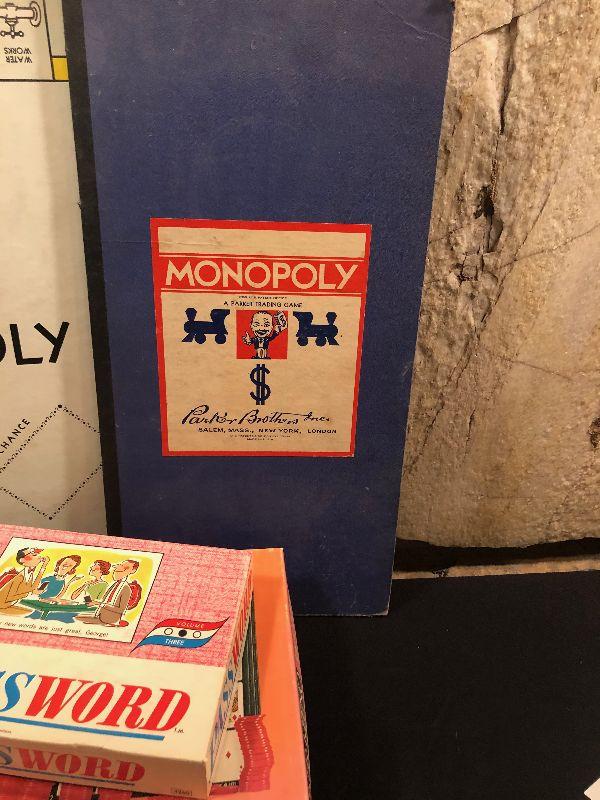 WATER
WORKS
OLY
CHANCE
MONOPOLY
A PARKER TRADING GAME
$
Parker Brothers Inc.
SALEM, MASS., NEW YORK, LONDON
new words are just great, George!
VOLUME
THREE
SWORD
Ltd.
SWORD